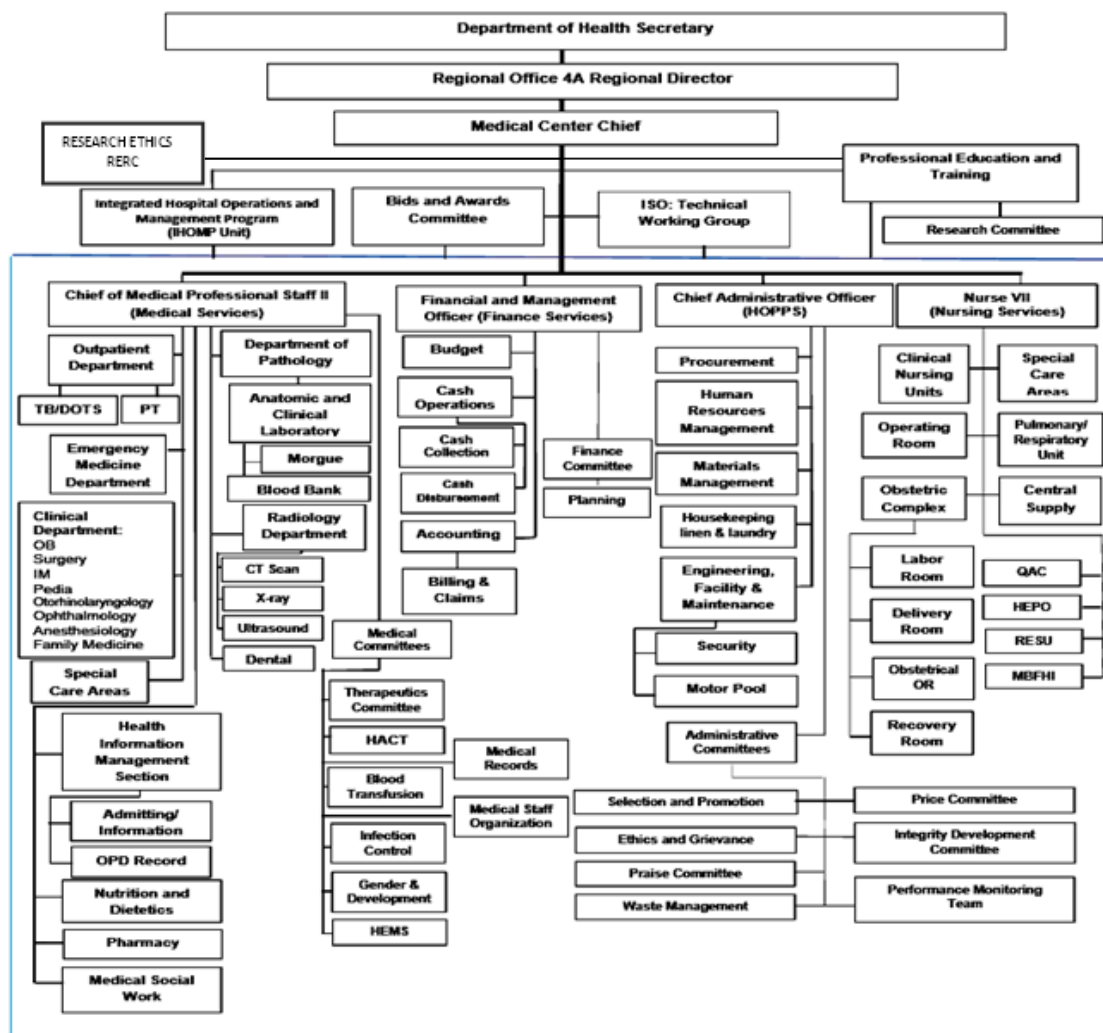 Department of Health Secretary
Regional Office 4A Regional Director
Medical Center Chief
RESEARCH ETHICS
RERC
Professional Education and
Training
Integrated Hospital Operations and
Management Program
(IHOMP Unit)
Bids and Awards
Committee
ISO: Technical
Working Group
Research Committee
Chief of Medical Professional Staff II
(Medical Services)
Financial and Management
Officer (Finance Services)
Chief Administrative Officer
(HOPPS)
Nurse VII
(Nursing Services)
Outpatient
Department
TB/DOTS
PT
Emergency
Medicine
Department
Clinical
Department:
OB
Surgery
IM
Pedia
Otorhinolaryngology
Ophthalmology
Anesthesiology
Family Medicine
Special
Care Areas
Health
Information
Management
Section
Admitting/
Information
OPD Record
Nutrition and
Dietetics
Pharmacy
Medical Social
Work
Department of
Pathology
Anatomic and
Clinical
Laboratory
Morgue
Blood Bank
Radiology
Department
CT Scan
X-ray
Ultrasound
Dental
Medical
Committees
Therapeutics
Committee
HACT
Medical
Records
Blood
Transfusion
Medical Staff
Organization
Infection
Control
Gender &
Development
HEMS
Budget
Cash
Operations
Cash
Collection
Cash
Disbursement
Accounting
Billing &
Claims
Finance
Committee
Planning
Procurement
Human
Resources
Management
Materials
Management
Housekeeping
linen & laundry
Engineering,
Facility &
Maintenance
Security
Motor Pool
Administrative
Committees
Selection and Promotion
Price Committee
Ethics and Grievance
Integrity Development
Committee
Praise Committee
Waste Management
Performance Monitoring
Team
Clinical
Nursing
Units
Special
Care
Areas
Operating
Room
Pulmonary/
Respiratory Unit
Obstetric
Complex
Central
Supply
Labor
Room
Delivery
Room
Obstetrical
OR
Recovery
Room
QAC
HEPO
RESU
MBFHI